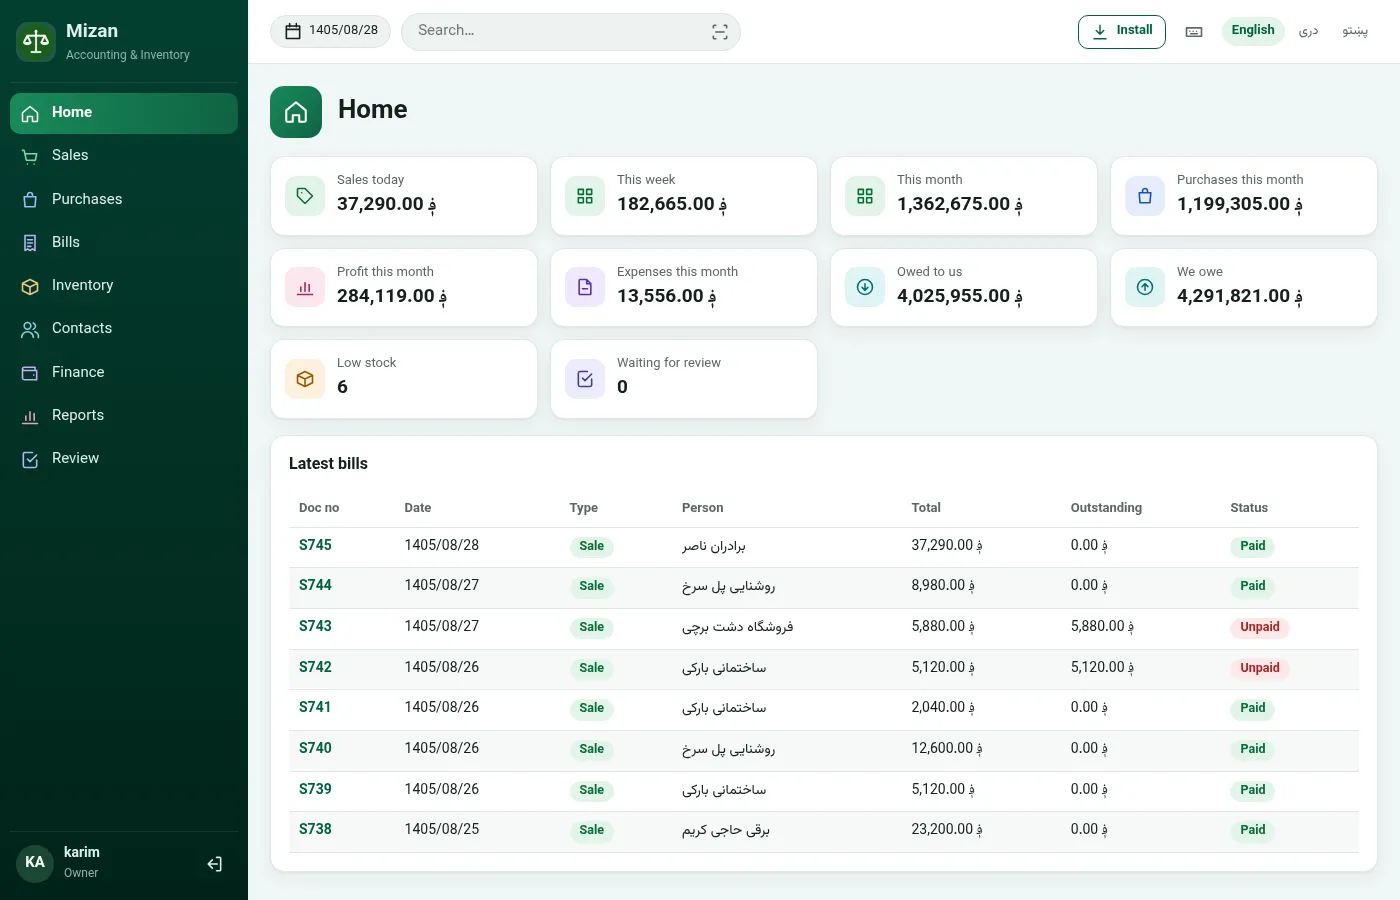 Mizan
Accounting & Inventory
Home
Sales
Purchases
Bills
Inventory
Contacts
Finance
Reports
Review
KA
karim
Owner
1405/08/28
Search...
Install
English
دری
پښتو
Home
Sales today
37,290.00 ؋
This week
182,665.00 ؋
This month
1,362,675.00 ؋
Purchases this month
1,199,305.00 ؋
Profit this month
284,119.00 ؋
Expenses this month
13,556.00 ؋
Owed to us
4,025,955.00 ؋
We owe
4,291,821.00 ؋
Low stock
6
Waiting for review
0
Latest bills
Doc no Date Type Person Total Outstanding Status
S745 1405/08/28 Sale برادران ناصر 37,290.00 ؋ 0.00 ؋ Paid
S744 1405/08/27 Sale روشنایی پل سرخ 8,980.00 ؋ 0.00 ؋ Paid
S743 1405/08/27 Sale فروشگاه دشت برچی 5,880.00 ؋ 5,880.00 ؋ Unpaid
S742 1405/08/26 Sale ساختمانی بارکی 5,120.00 ؋ 5,120.00 ؋ Unpaid
S741 1405/08/26 Sale ساختمانی بارکی 2,040.00 ؋ 0.00 ؋ Paid
S740 1405/08/26 Sale روشنایی پل سرخ 12,600.00 ؋ 0.00 ؋ Paid
S739 1405/08/26 Sale ساختمانی بارکی 5,120.00 ؋ 0.00 ؋ Paid
S738 1405/08/25 Sale برقی حاجی کریم 23,200.00 ؋ 0.00 ؋ Paid